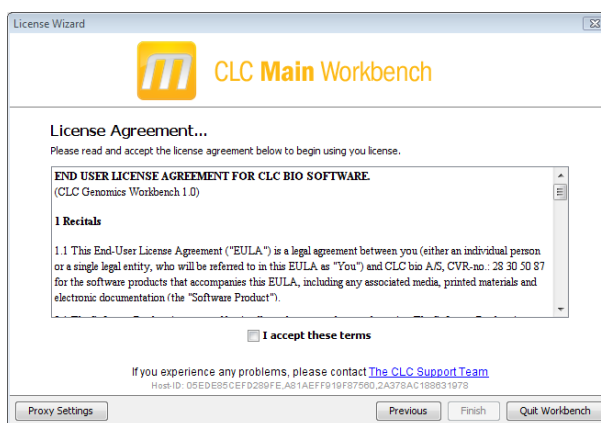 License Wizard
CLC Main Workbench
License Agreement...
Please read and accept the license agreement below to begin using you license.
END USER LICENSE AGREEMENT FOR CLC BIO SOFTWARE.
(CLC Genomics Workbench 1.0)
1 Recitals
1.1 This End-User License Agreement ("EULA") is a legal agreement between you (either an individual person
or a single legal entity, who will be referred to in this EULA as "You") and CLC bio A/S, CVR-no.: 28 30 50 87
for the software products that accompanies this EULA, including any associated media, printed materials and
electronic documentation (the "Software Product").
I accept these terms
If you experience any problems, please contact The CLC Support Team
Host-ID: D5EDE85CEFD289FE,A81AEFF919F87560,2A378AC188631978
Proxy Settings
Previous
Finish
Quit Workbench